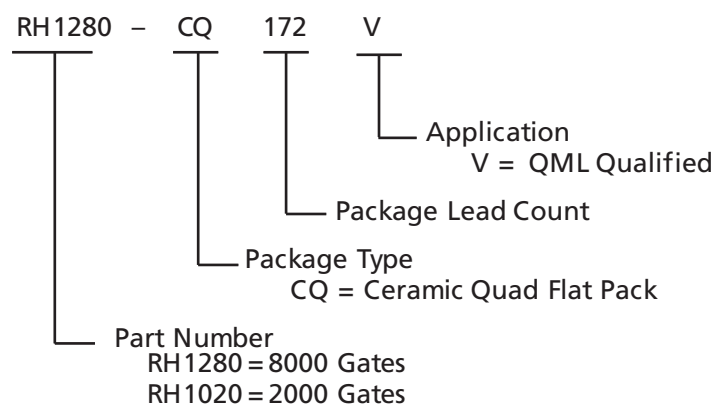 RH1280 – CQ 172 V
Application
V = QML Qualified
Package Lead Count
Package Type
CQ = Ceramic Quad Flat Pack
Part Number
RH1280 = 8000 Gates
RH1020 = 2000 Gates